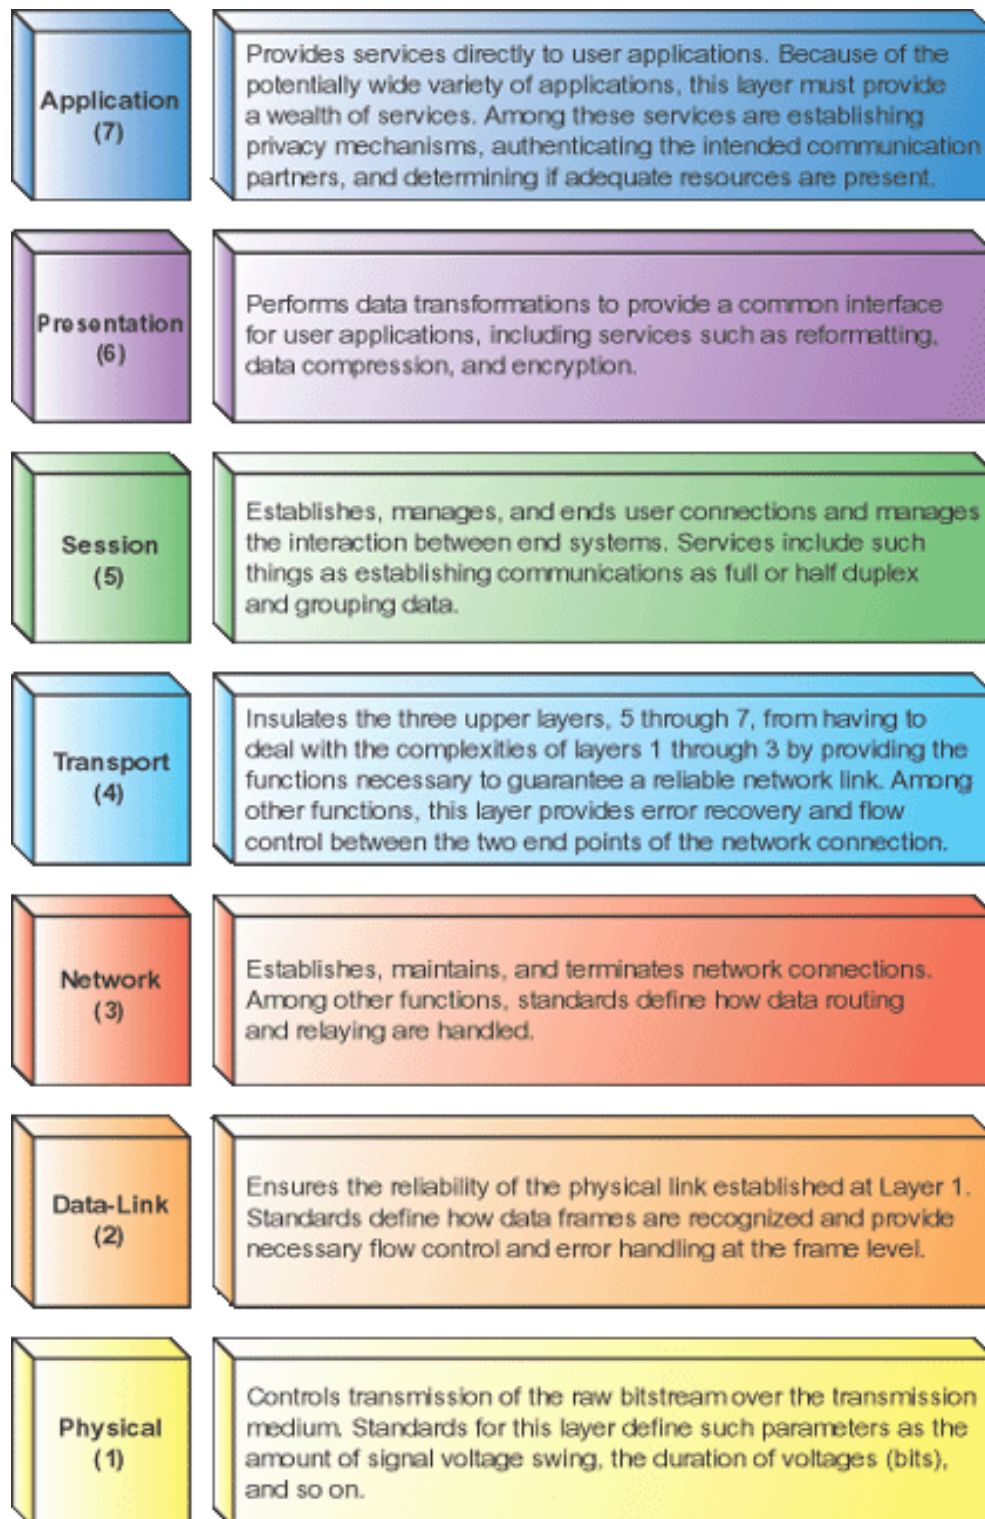 Application
(7)
Provides services directly to user applications. Because of the
potentially wide variety of applications, this layer must provide
a wealth of services. Among these services are establishing
privacy mechanisms, authenticating the intended communication
partners, and determining if adequate resources are present.
Presentation
(6)
Performs data transformations to provide a common interface
for user applications, including services such as reformatting,
data compression, and encryption.
Session
(5)
Establishes, manages, and ends user connections and manages
the interaction between end systems. Services include such
things as establishing communications as full or half duplex
and grouping data.
Transport
(4)
Insulates the three upper layers, 5 through 7, from having to
deal with the complexities of layers 1 through 3 by providing the
functions necessary to guarantee a reliable network link. Among
other functions, this layer provides error recovery and flow
control between the two end points of the network connection.
Network
(3)
Establishes, maintains, and terminates network connections.
Among other functions, standards define how data routing
and relaying are handled.
Data-Link
(2)
Ensures the reliability of the physical link established at Layer 1.
Standards define how data frames are recognized and provide
necessary flow control and error handling at the frame level.
Physical
(1)
Controls transmission of the raw bitstream over the transmission
medium. Standards for this layer define such parameters as the
amount of signal voltage swing, the duration of voltages (bits),
and so on.